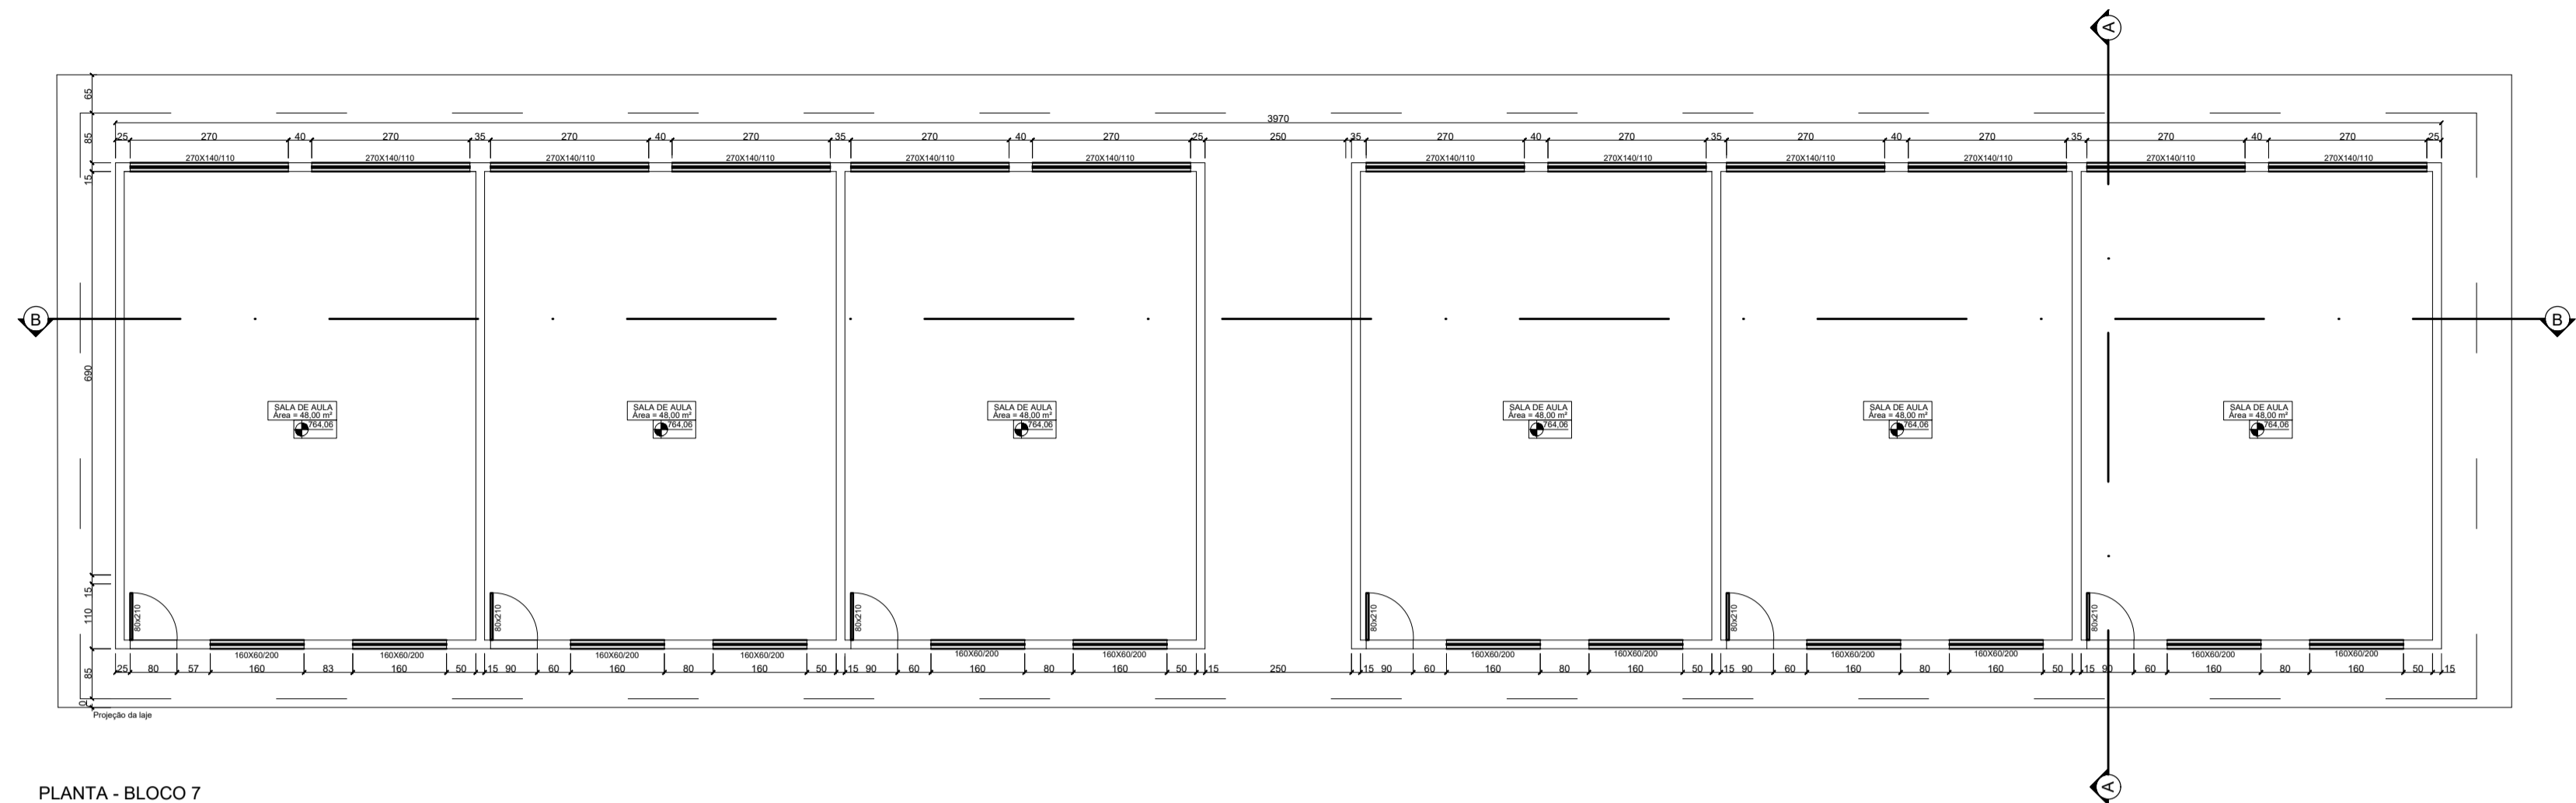 A
65
3970
85
25 270 40 270 35 270 40 270 35 270 40 270 25 250 35 270 40 270 35 270 40 270 35 270 40 270 25
270X140/110 270X140/110 270X140/110 270X140/110 270X140/110 270X140/110 270X140/110 270X140/110 270X140/110 270X140/110 270X140/110 270X140/110
15
B B
690
SALA DE AULA SALA DE AULA SALA DE AULA SALA DE AULA SALA DE AULA SALA DE AULA
Área = 48,00 m² Área = 48,00 m² Área = 48,00 m² Área = 48,00 m² Área = 48,00 m² Área = 48,00 m²
764,06 764,06 764,06 764,06 764,06 764,06
15
110
80x210 80x210 80x210 80x210 80x210 80x210
160X60/200 160X60/200 160X60/200 160X60/200 160X60/200 160X60/200 160X60/200 160X60/200 160X60/200 160X60/200 160X60/200 160X60/200
85
25 80 57 160 83 160 50 15 90 60 160 80 160 50 15 90 60 160 80 160 50 15 250 15 90 60 160 80 160 50 15 90 60 160 80 160 50 15 90 60 160 80 160 50 15
Projeção da laje
A
PLANTA - BLOCO 7